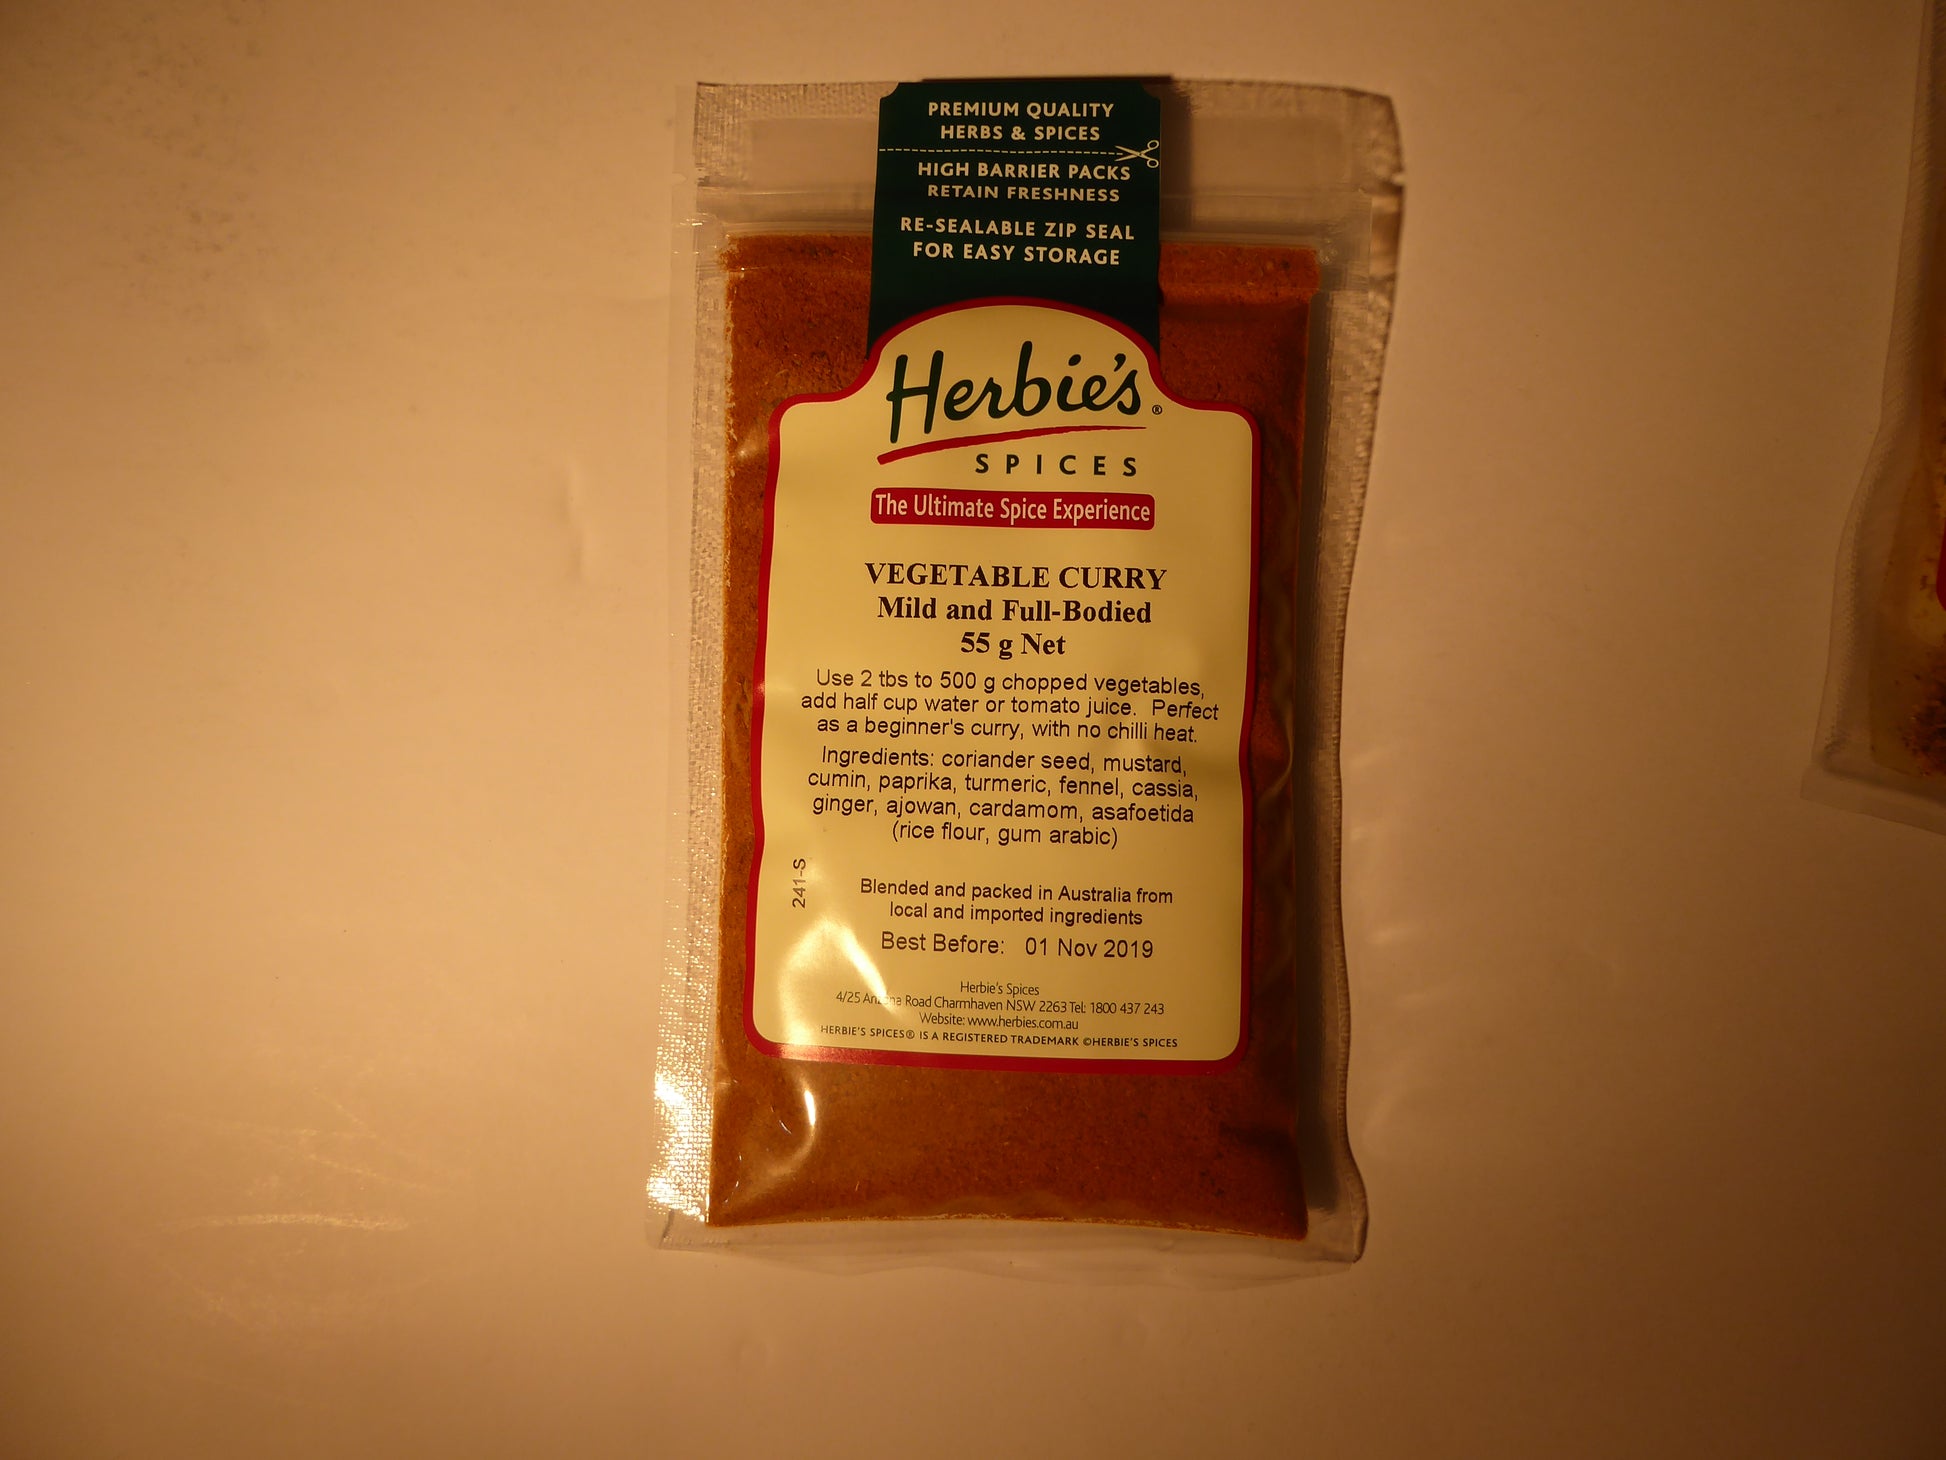 PREMIUM QUALITY
HERBS & SPICES
HIGH BARRIER PACKS
RETAIN FRESHNESS
RE-SEALABLE ZIP SEAL
FOR EASY STORAGE
Herbie's®
SPICES
The Ultimate Spice Experience
VEGETABLE CURRY
Mild and Full-Bodied
55 g Net
Use 2 tbs to 500 g chopped vegetables,
add half cup water or tomato juice. Perfect
as a beginner's curry, with no chilli heat.
Ingredients: coriander seed, mustard,
cumin, paprika, turmeric, fennel, cassia,
ginger, ajowan, cardamom, asafoetida
(rice flour, gum arabic)
241-S
Blended and packed in Australia from
local and imported ingredients
Best Before: 01 Nov 2019
Herbie's Spices
4/25 Road Charmhaven NSW 2263 Tel: 1800 437 243
Website: www.herbies.com.au
HERBIE'S SPICES® IS A REGISTERED TRADEMARK ©HERBIE'S SPICES